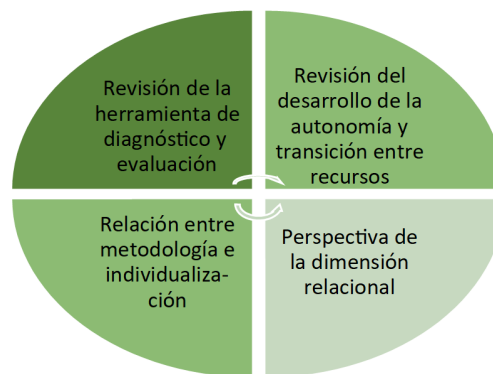 Revisión de la
herramienta de
diagnóstico y
evaluación
Revisión del
desarrollo de la
autonomía y
transición entre
recursos
Relación entre
metodología e
individualiza-
ción
Perspectiva de
la dimensión
relacional